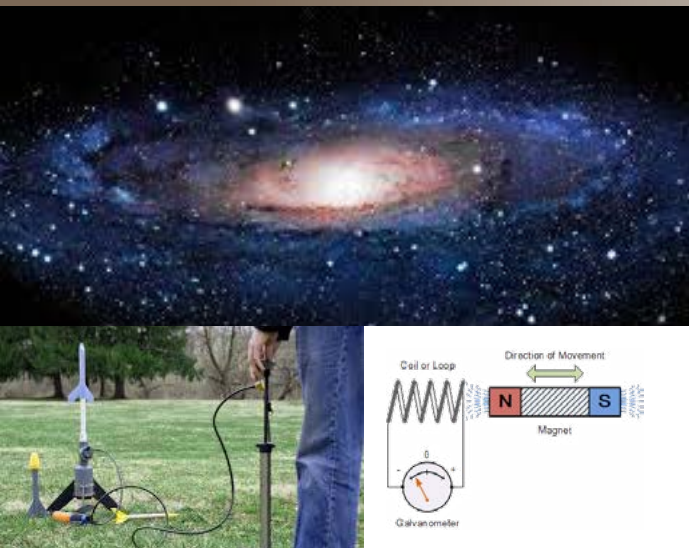 Direction of Movement
Coil or Loop
N
S
Magnet
0
-
+
Galvanometer